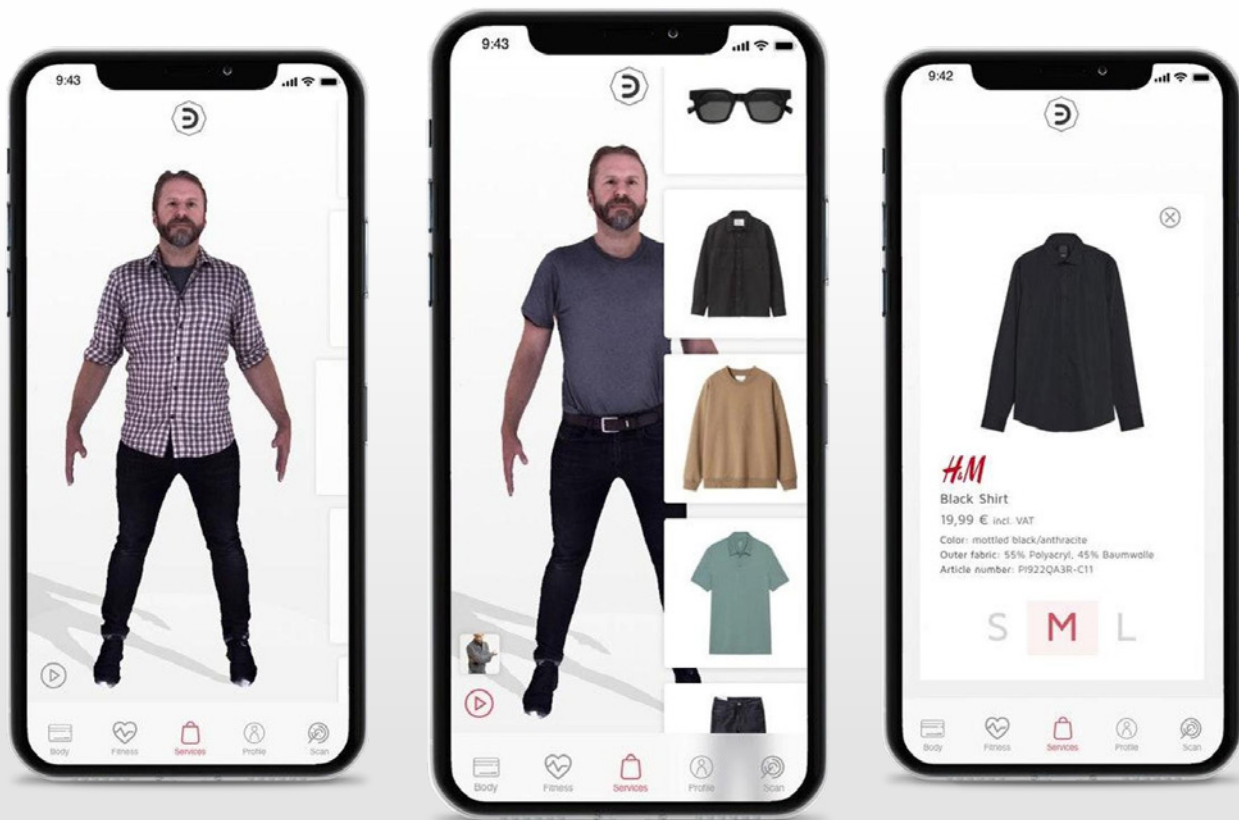 9:43
Body
Fitness
Services
Profile
Scan
9:43
Body
Fitness
Services
Profile
Scan
9:42
H&M
Black Shirt
19,99 € incl. VAT
Color: mottled black/anthracite
Outer fabric: 55% Polyacryl, 45% Baumwolle
Article number: PI922QA3R-C11
S M L
Body
Fitness
Services
Profile
Scan